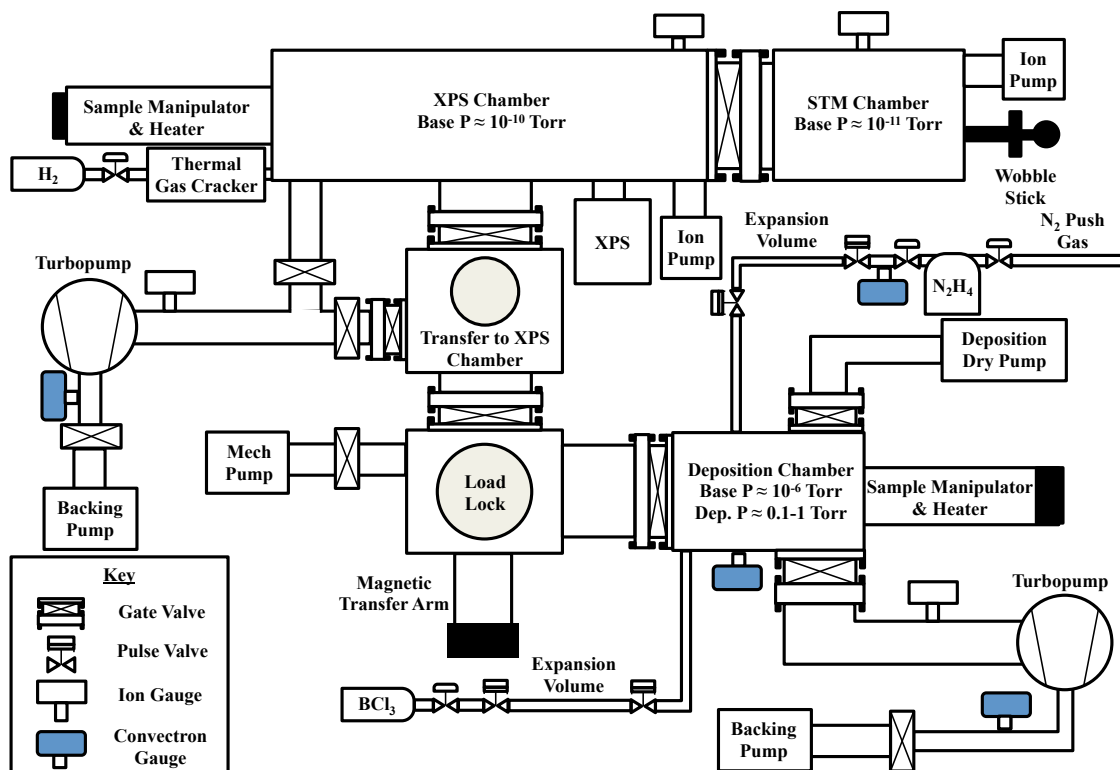 XPS Chamber
Base P ≈ 10⁻¹⁰ Torr
STM Chamber
Base P ≈ 10⁻¹¹ Torr
Ion
Pump
Sample Manipulator
& Heater
H₂
Thermal
Gas Cracker
Wobble
Stick
XPS
Ion
Pump
Expansion
Volume
N₂ Push
Gas
N₂H₄
Turbopump
Transfer to XPS
Chamber
Deposition
Dry Pump
Mech
Pump
Load
Lock
Deposition Chamber
Base P ≈ 10⁻⁶ Torr
Dep. P ≈ 0.1-1 Torr
Sample Manipulator
& Heater
Backing
Pump
Magnetic
Transfer Arm
Turbopump
Expansion
Volume
BCl₃
Backing
Pump
Key
Gate Valve
Pulse Valve
Ion Gauge
Convectron
Gauge